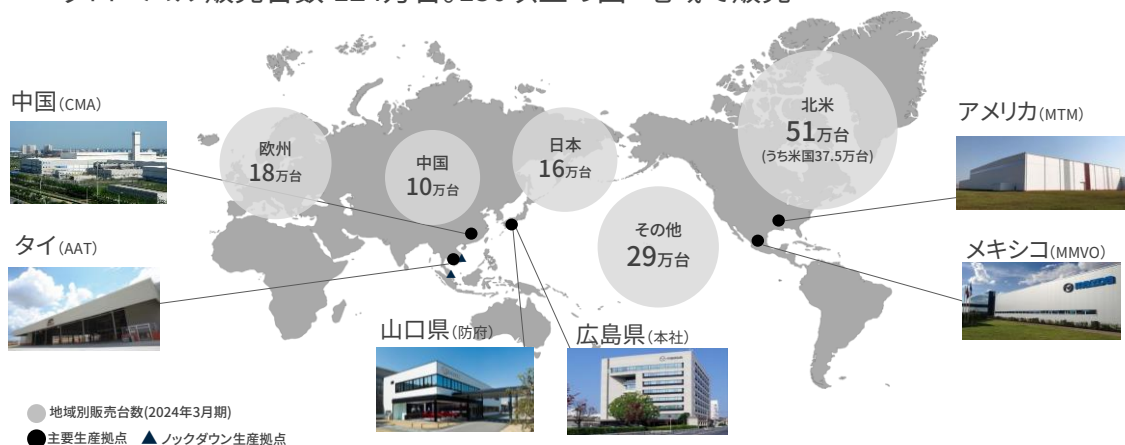 中国(CMA)
タイ(AAT)
欧州
18万台
中国
10万台
日本
16万台
北米
51万台
(うち米国37.5万台)
その他
29万台
アメリカ(MTM)
メキシコ(MMVO)
山口県(防府)
広島県(本社)
mazda
地域別販売台数(2024年3月期)
主要生産拠点
ノックダウン生産拠点